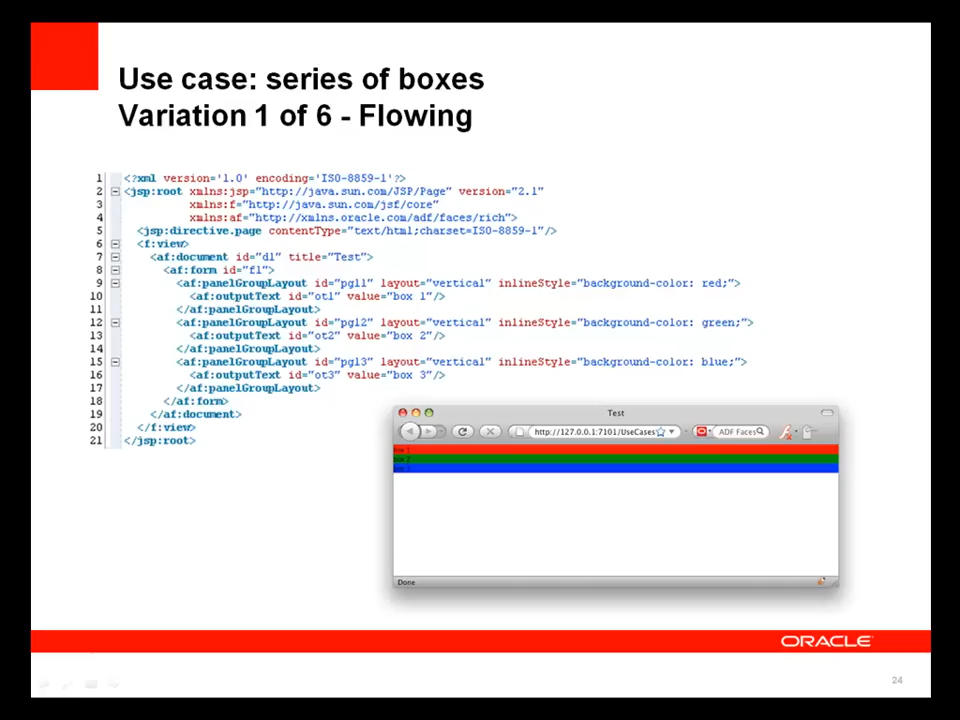 Use case: series of boxes
Variation 1 of 6 - Flowing
1 <?xml version='1.0' encoding='ISO-8859-1'?>
2 <jsp:root xmlns:jsp="http://java.sun.com/JSP/Page" version="2.1"
3 xmlns:f="http://java.sun.com/jsf/core"
4 xmlns:af="http://xmlns.oracle.com/adf/faces/rich">
5 <jsp:directive.page contentType="text/html;charset=ISO-8859-1"/>
6 <f:view>
7 <af:document id="d1" title="Test">
8 <af:form id="f1">
9 <af:panelGroupLayout id="pgl1" layout="vertical" inlineStyle="background-color: red;">
10 <af:outputText id="ot1" value="box 1"/>
11 </af:panelGroupLayout>
12 <af:panelGroupLayout id="pgl2" layout="vertical" inlineStyle="background-color: green;">
13 <af:outputText id="ot2" value="box 2"/>
14 </af:panelGroupLayout>
15 <af:panelGroupLayout id="pgl3" layout="vertical" inlineStyle="background-color: blue;">
16 <af:outputText id="ot3" value="box 3"/>
17 </af:panelGroupLayout>
18 </af:form>
19 </af:document>
20 </f:view>
21 </jsp:root>
Test
http://127.0.0.1:7101/UseCases
ADF Faces
box 1
box 2
box 3
Done
ORACLE
24